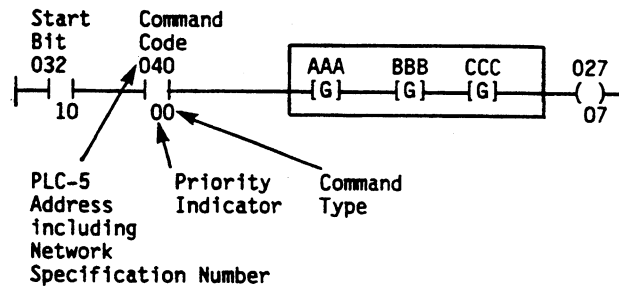 Start Command
Bit Code
032 040 AAA BBB CCC 027
[G] [G] [G] ( )
10 00 07
PLC-5 Priority Command
Address Indicator Type
including
Network
Specification Number